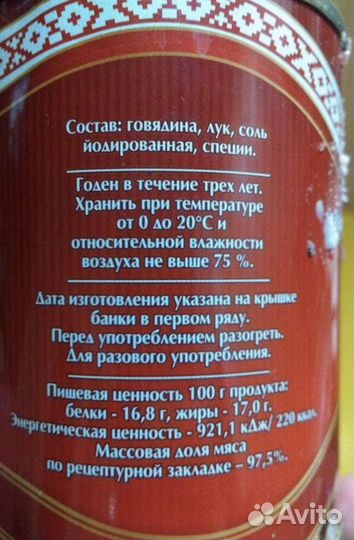 Состав: говядина, лук, соль
йодированная, специи.
Годен в течение трех лет.
Хранить при температуре
от 0 до 20°С и
относительной влажности
воздуха не выше 75 %.
Дата изготовления указана на крышке
банки в первом ряду.
Перед употреблением разогреть.
Для разового употребления.
Пищевая ценность 100 г продукта:
белки - 16,8 г, жиры - 17,0 г.
Энергетическая ценность - 921,1 кДж/ 220 ккал.
Массовая доля мяса
по рецептурной закладке – 97,5%.
Avito